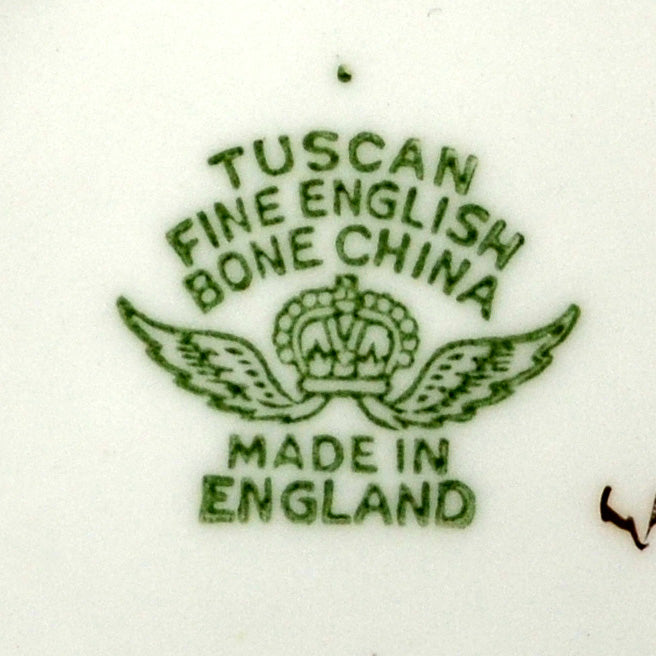 TUSCAN
FINE ENGLISH
BONE CHINA
MADE IN
ENGLAND